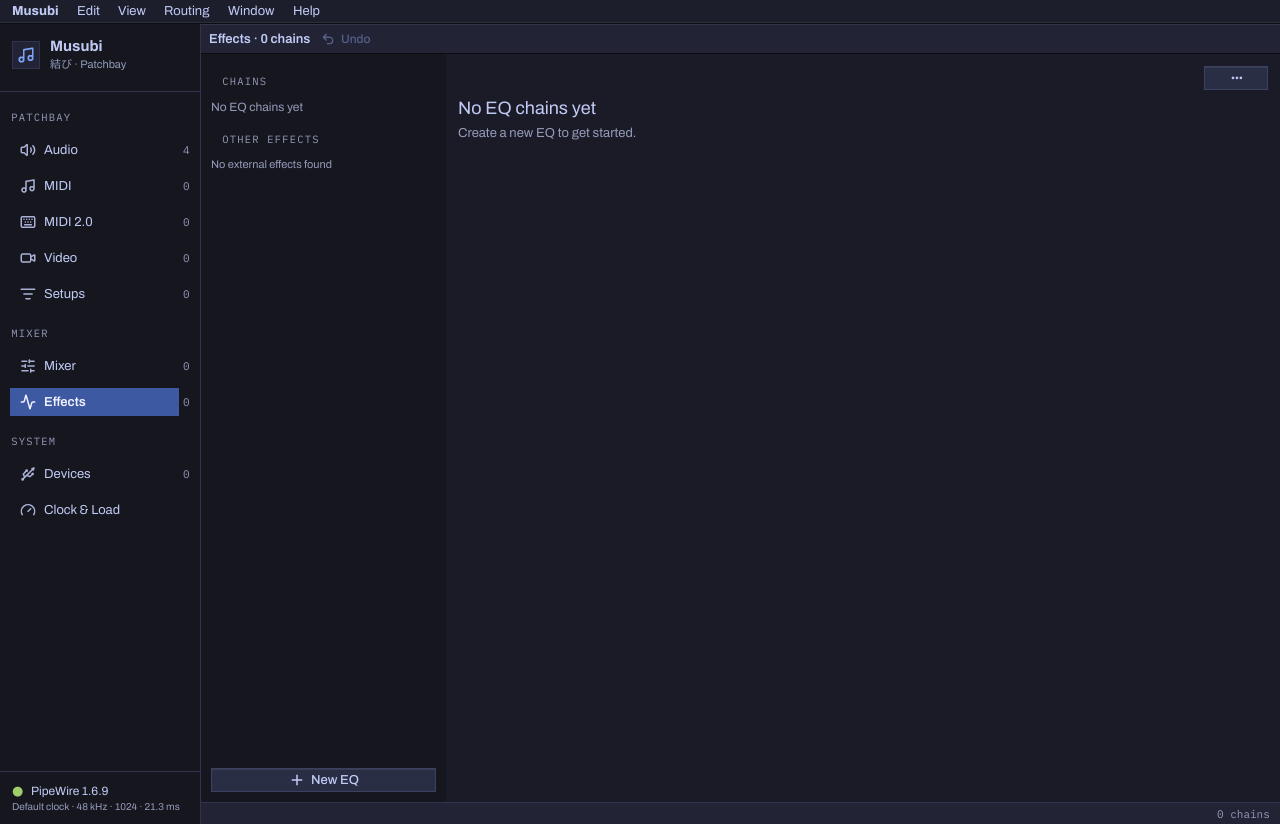 Musubi Edit View Routing Window Help
Musubi
結び · Patchbay
PATCHBAY
Audio 4
MIDI 0
MIDI 2.0 0
Video 0
Setups 0
MIXER
Mixer 0
Effects 0
SYSTEM
Devices 0
Clock & Load
PipeWire 1.6.9
Default clock · 48 kHz · 1024 · 21.3 ms
Effects · 0 chains Undo
CHAINS
No EQ chains yet
OTHER EFFECTS
No external effects found
New EQ
No EQ chains yet
Create a new EQ to get started.
0 chains